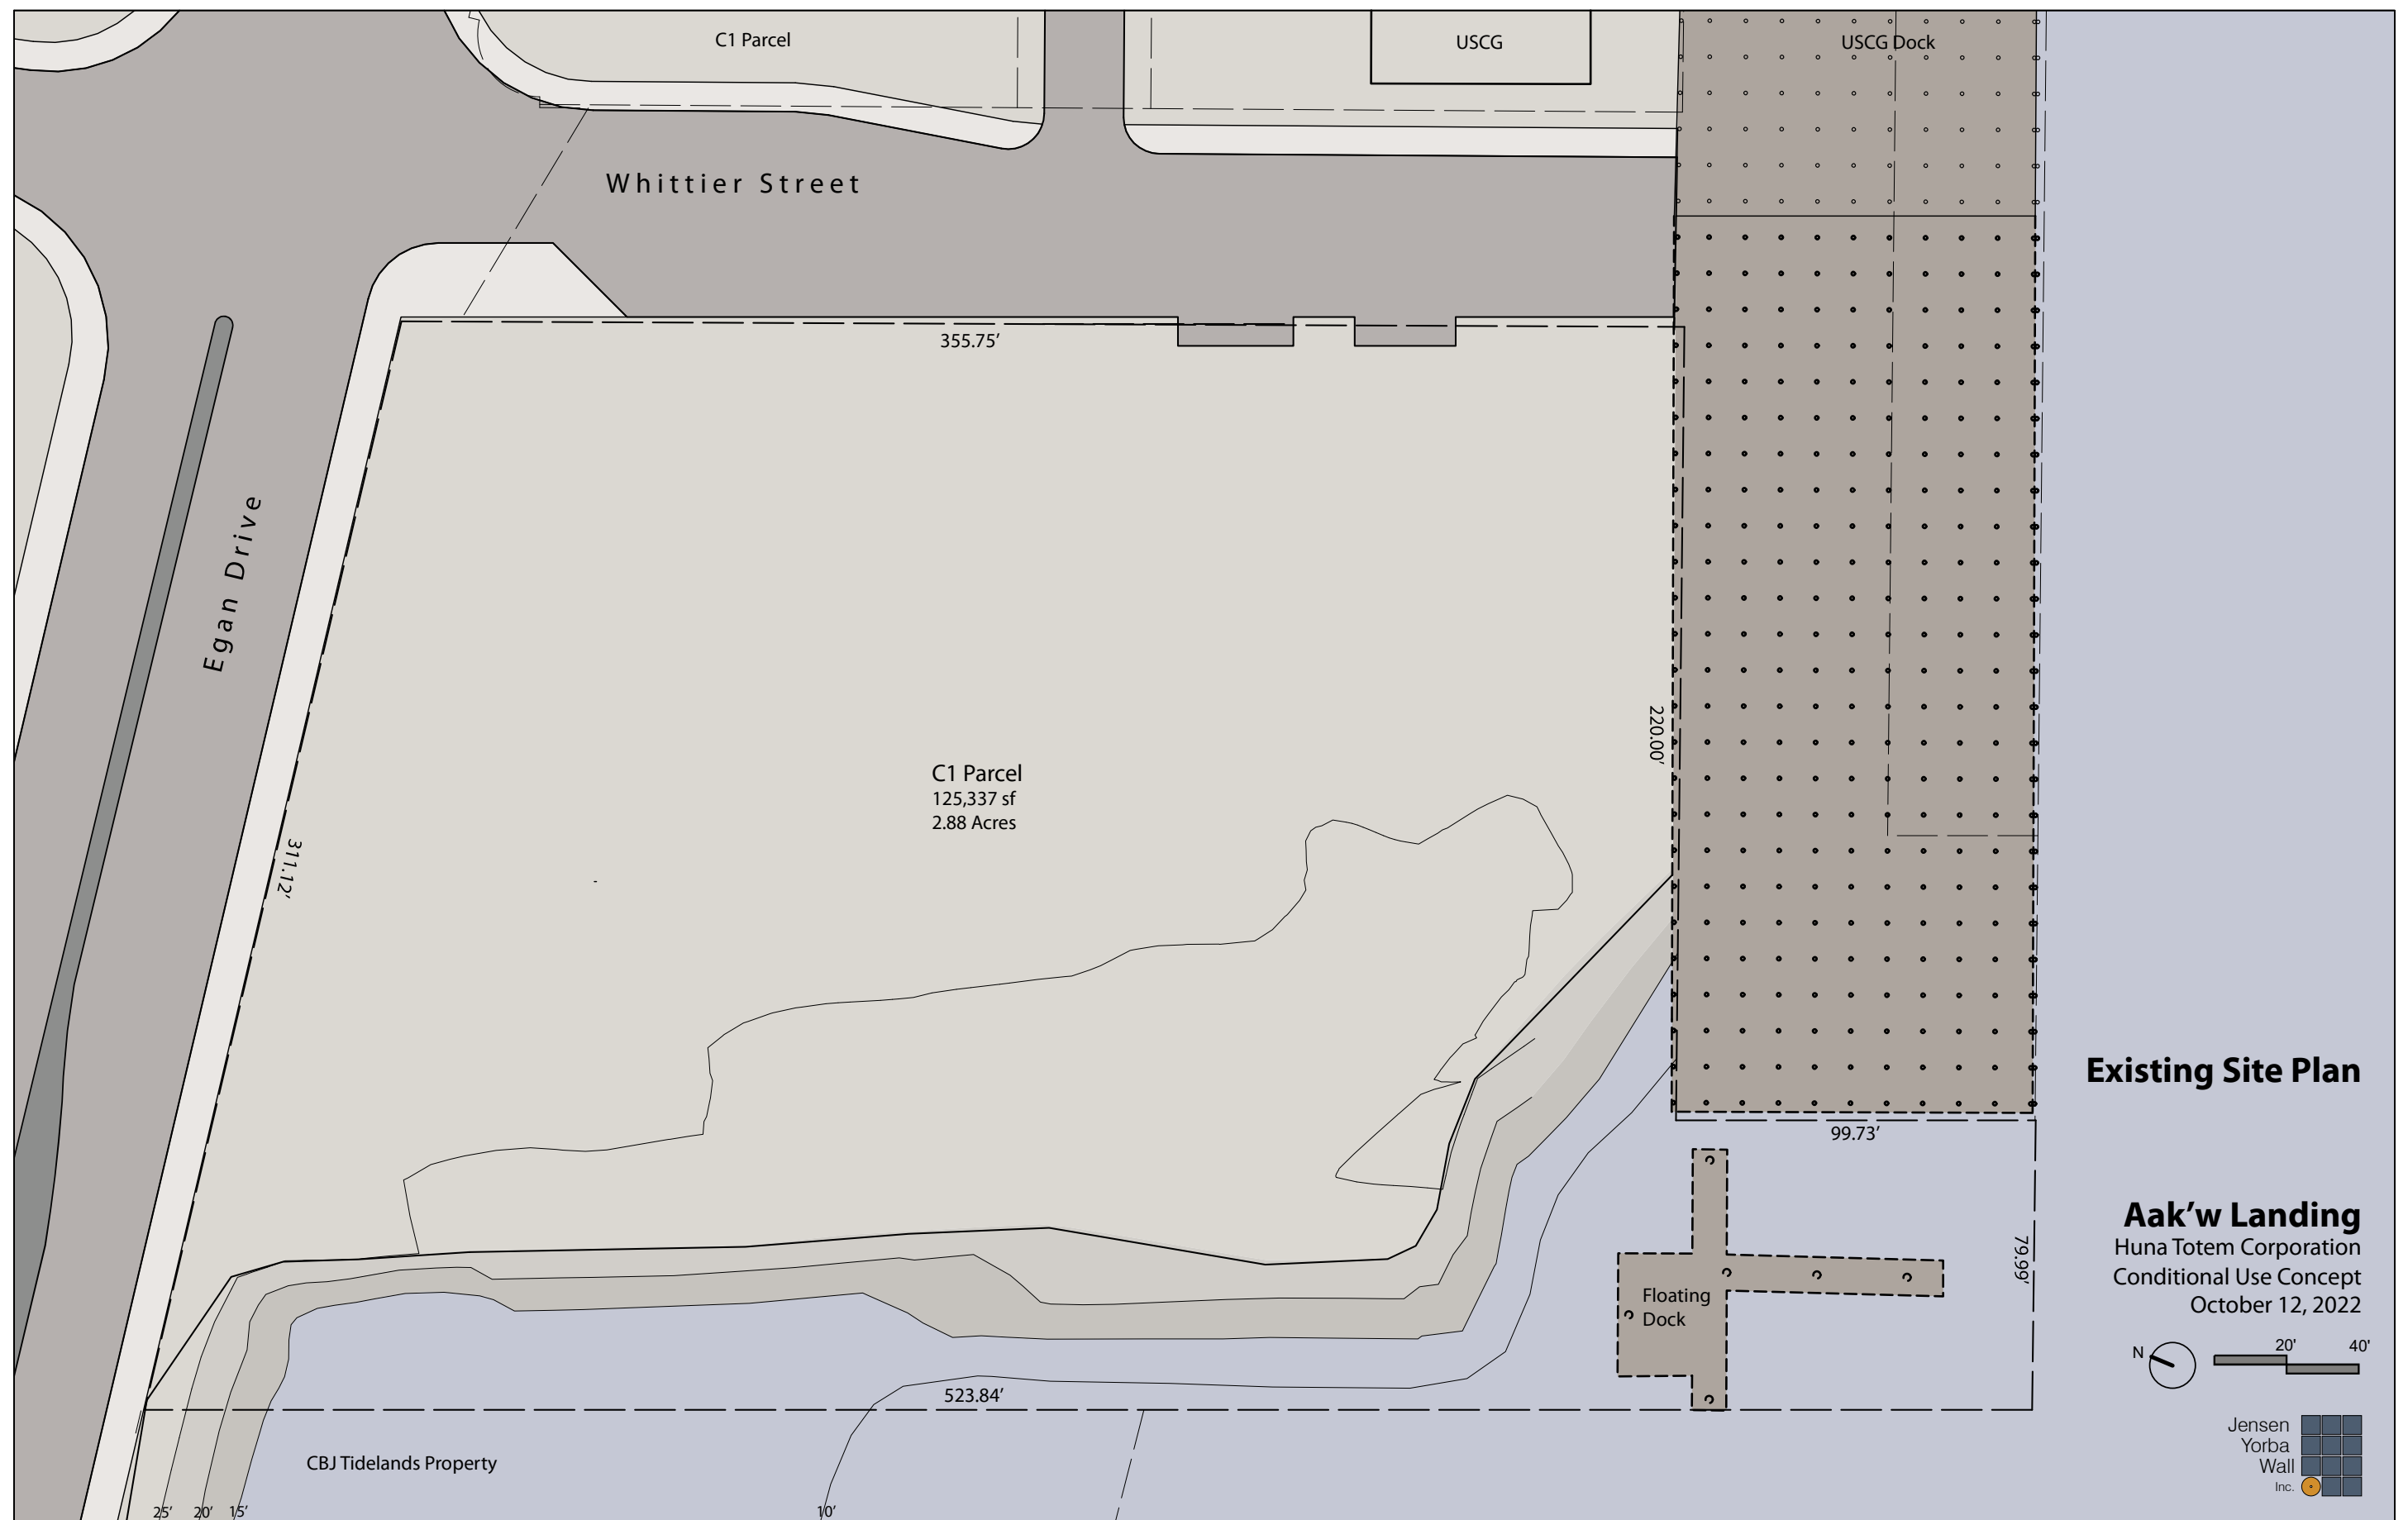 C1 Parcel
USCG
USCG Dock
Whittier Street
355.75’
Egan Drive
220.00’
C1 Parcel
125,337 sf
2.88 Acres
311.12’
Existing Site Plan
99.73’
Aak’w Landing
Huna Totem Corporation
Conditional Use Concept
October 12, 2022
79.99’
Floating
Dock
N
20'
40'
523.84’
CBJ Tidelands Property
Jensen
Yorba
Wall
Inc.
25’
20’
15’
10’